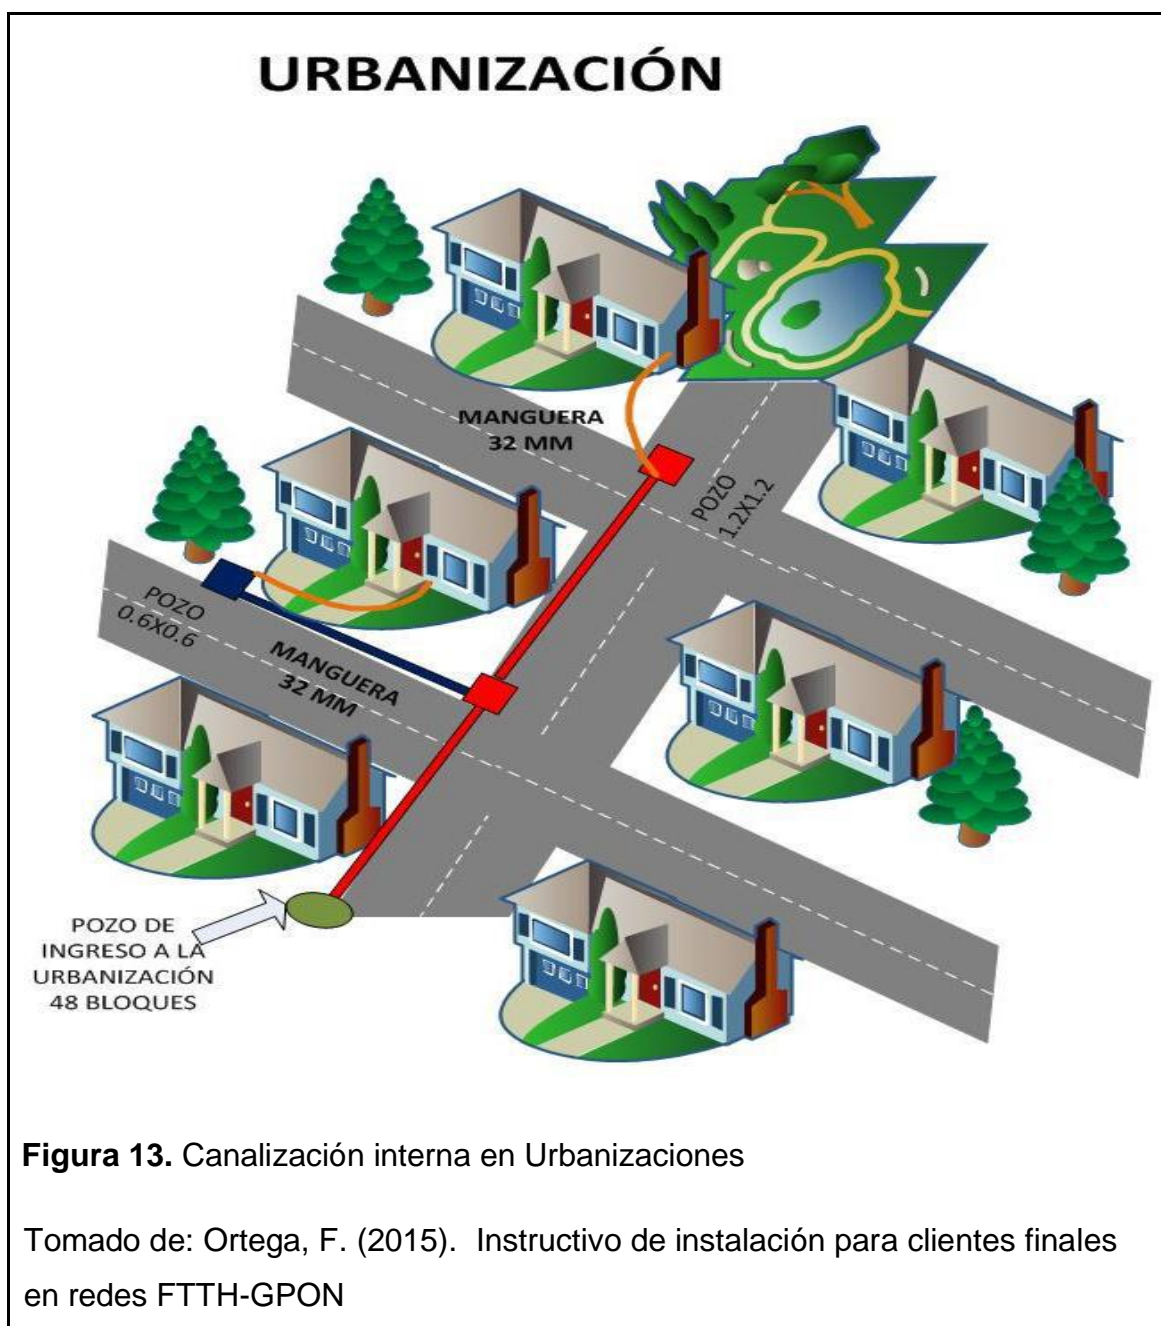 URBANIZACIÓN
MANGUERA
32 MM
POZO
1.2X1.2
POZO
0.6X0.6
MANGUERA
32 MM
POZO DE
INGRESO A LA
URBANIZACIÓN
48 BLOQUES
Figura 13. Canalización interna en Urbanizaciones
Tomado de: Ortega, F. (2015). Instructivo de instalación para clientes finales
en redes FTTH-GPON